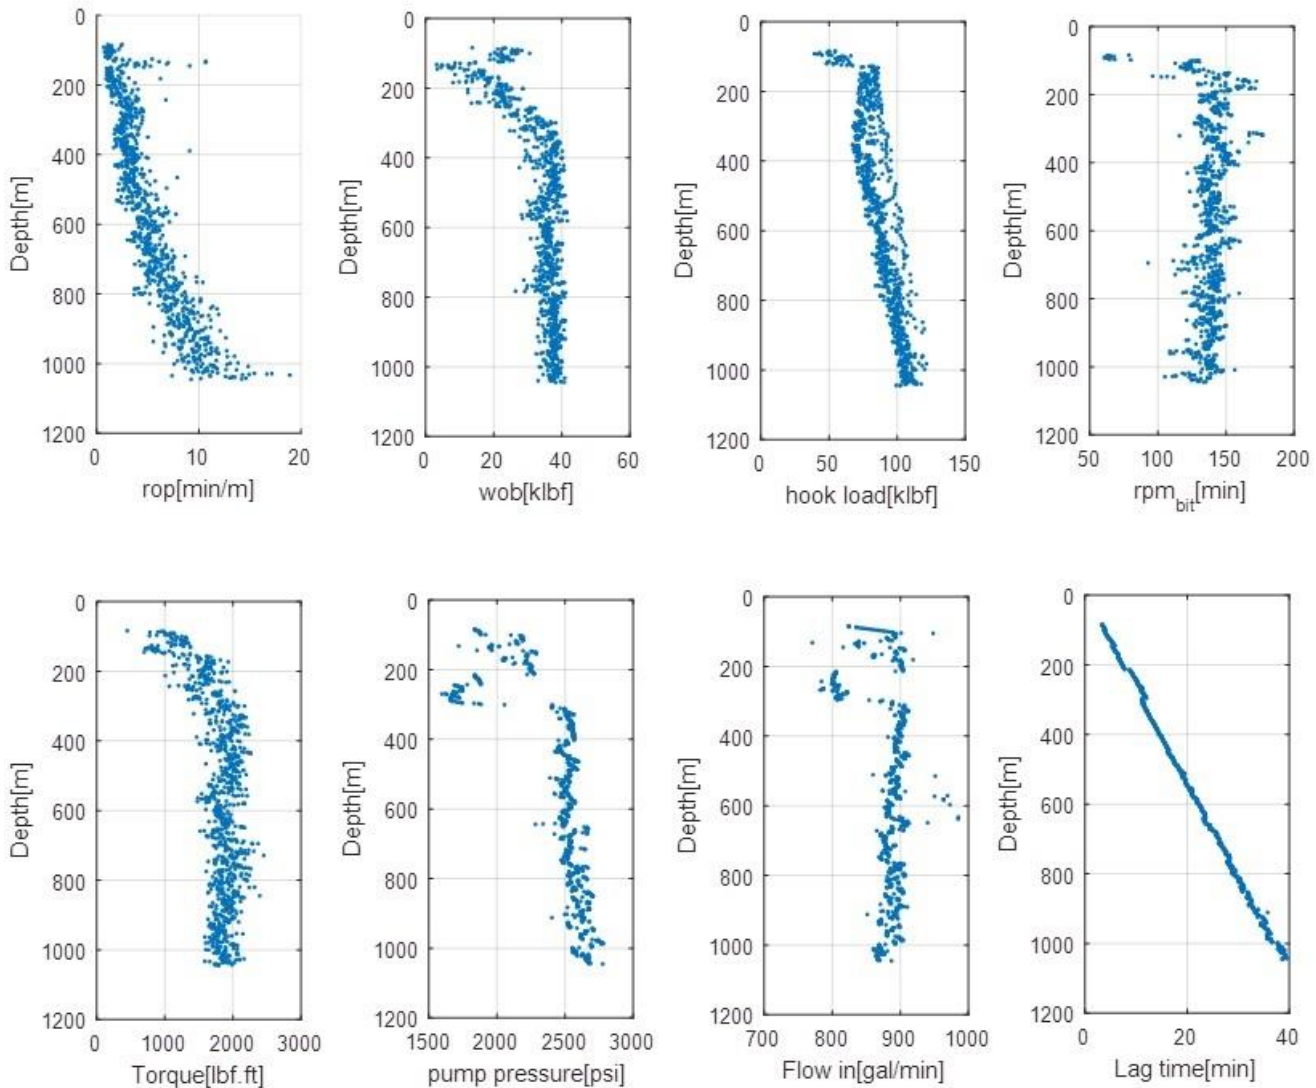 0
200
400
600
800
1000
1200
Depth[m]
0 10 20
rop[min/m]
0
200
400
600
800
1000
1200
Depth[m]
0 20 40 60
wob[klbf]
0
200
400
600
800
1000
1200
Depth[m]
0 50 100 150
hook load[klbf]
0
200
400
600
800
1000
1200
Depth[m]
50 100 150 200
rpm_bit[min]
0
200
400
600
800
1000
1200
Depth[m]
0 1000 2000 3000
Torque[lbf.ft]
0
200
400
600
800
1000
1200
Depth[m]
1500 2000 2500 3000
pump pressure[psi]
0
200
400
600
800
1000
1200
Depth[m]
700 800 900 1000
Flow in[gal/min]
0
200
400
600
800
1000
1200
Depth[m]
0 20 40
Lag time[min]